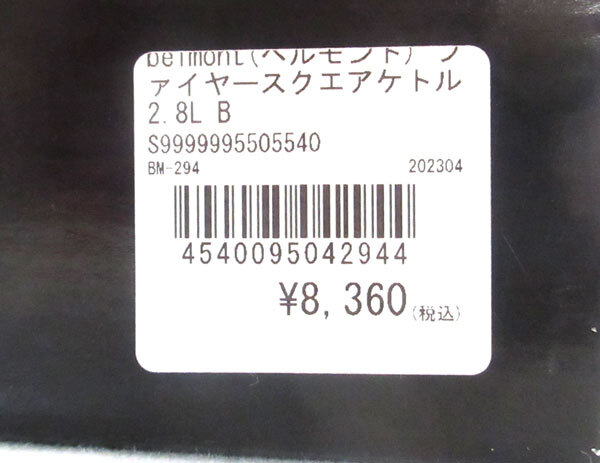 belmont(ベルモント) フ
ァイヤースクエアケトル
2.8L B
S9999995505540
BM-294 202304
4540095042944
¥8,360(税込)